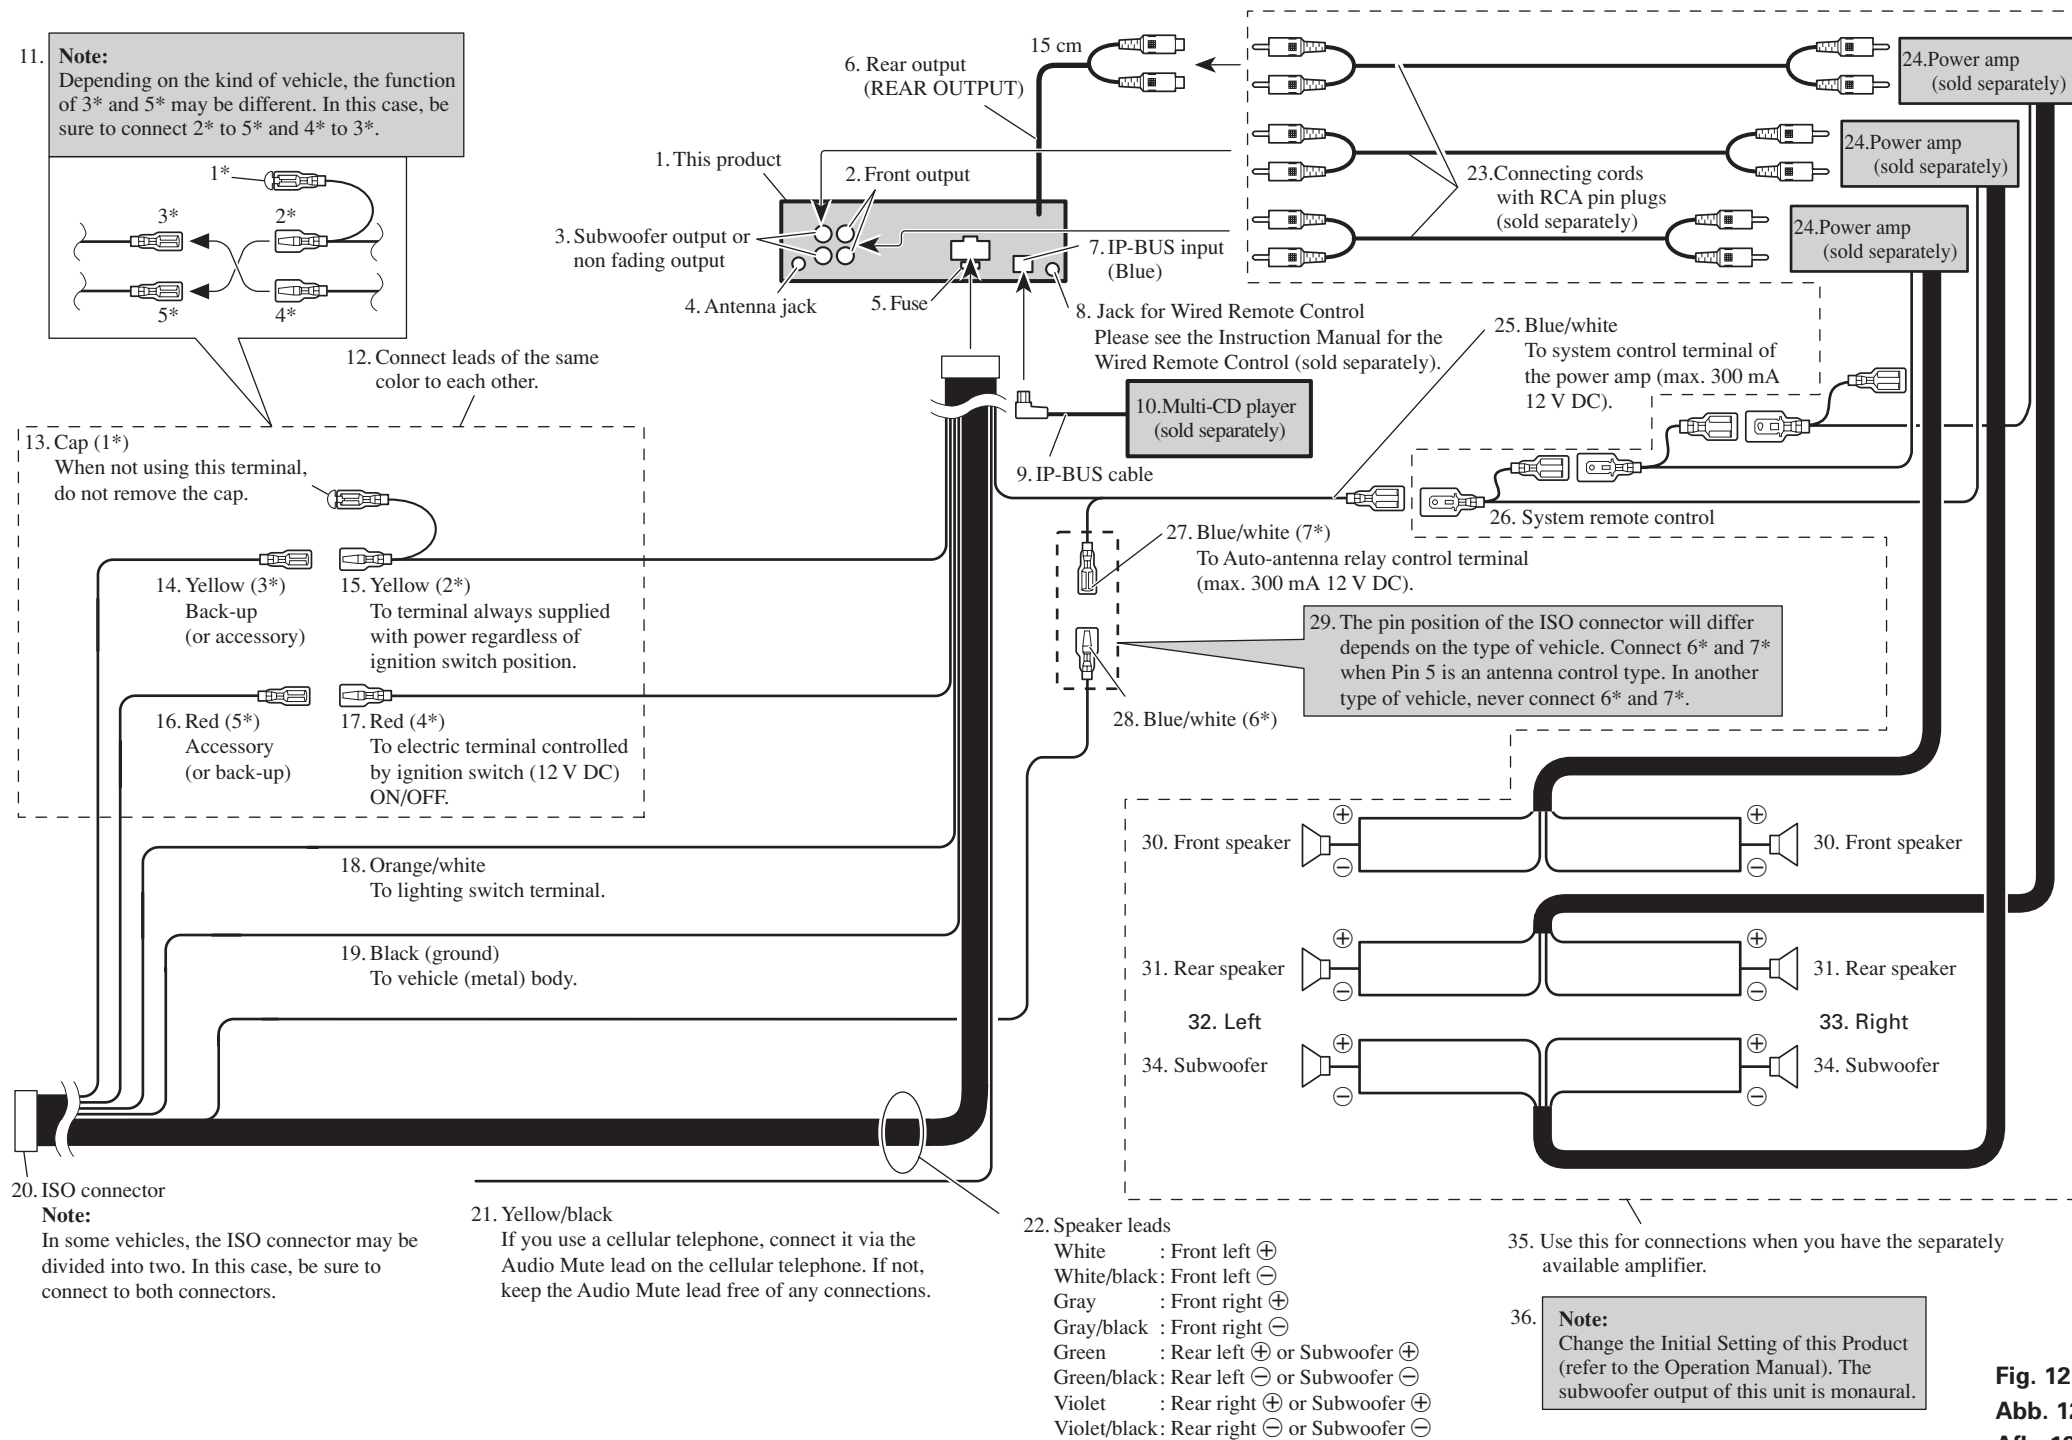 11. Note:
Depending on the kind of vehicle, the function
of 3* and 5* may be different. In this case, be
sure to connect 2* to 5* and 4* to 3*.
1*
3*
2*
5*
4*
15 cm
6. Rear output
(REAR OUTPUT)
1. This product
2. Front output
3. Subwoofer output or
non fading output
4. Antenna jack
5. Fuse
7. IP-BUS input
(Blue)
8. Jack for Wired Remote Control
Please see the Instruction Manual for the
Wired Remote Control (sold separately).
9. IP-BUS cable
10. Multi-CD player
(sold separately)
12. Connect leads of the same
color to each other.
13. Cap (1*)
When not using this terminal,
do not remove the cap.
14. Yellow (3*)
Back-up
(or accessory)
15. Yellow (2*)
To terminal always supplied
with power regardless of
ignition switch position.
16. Red (5*)
Accessory
(or back-up)
17. Red (4*)
To electric terminal controlled
by ignition switch (12 V DC)
ON/OFF.
18. Orange/white
To lighting switch terminal.
19. Black (ground)
To vehicle (metal) body.
20. ISO connector
Note:
In some vehicles, the ISO connector may be
divided into two. In this case, be sure to
connect to both connectors.
21. Yellow/black
If you use a cellular telephone, connect it via the
Audio Mute lead on the cellular telephone. If not,
keep the Audio Mute lead free of any connections.
22. Speaker leads
White : Front left ⊕
White/black : Front left ⊖
Gray : Front right ⊕
Gray/black : Front right ⊖
Green : Rear left ⊕ or Subwoofer ⊕
Green/black : Rear left ⊖ or Subwoofer ⊖
Violet : Rear right ⊕ or Subwoofer ⊕
Violet/black : Rear right ⊖ or Subwoofer ⊖
23. Connecting cords
with RCA pin plugs
(sold separately)
24. Power amp
(sold separately)
24. Power amp
(sold separately)
24. Power amp
(sold separately)
25. Blue/white
To system control terminal of
the power amp (max. 300 mA
12 V DC).
26. System remote control
27. Blue/white (7*)
To Auto-antenna relay control terminal
(max. 300 mA 12 V DC).
28. Blue/white (6*)
29. The pin position of the ISO connector will differ
depends on the type of vehicle. Connect 6* and 7*
when Pin 5 is an antenna control type. In another
type of vehicle, never connect 6* and 7*.
⊕ ⊕
30. Front speaker
30. Front speaker
⊖ ⊖
⊕ ⊕
31. Rear speaker
31. Rear speaker
⊖ ⊖
32. Left
33. Right
⊕ ⊕
34. Subwoofer
34. Subwoofer
⊖ ⊖
35. Use this for connections when you have the separately
available amplifier.
36. Note:
Change the Initial Setting of this Product
(refer to the Operation Manual). The
subwoofer output of this unit is monaural.
Fig. 12
Abb. 12